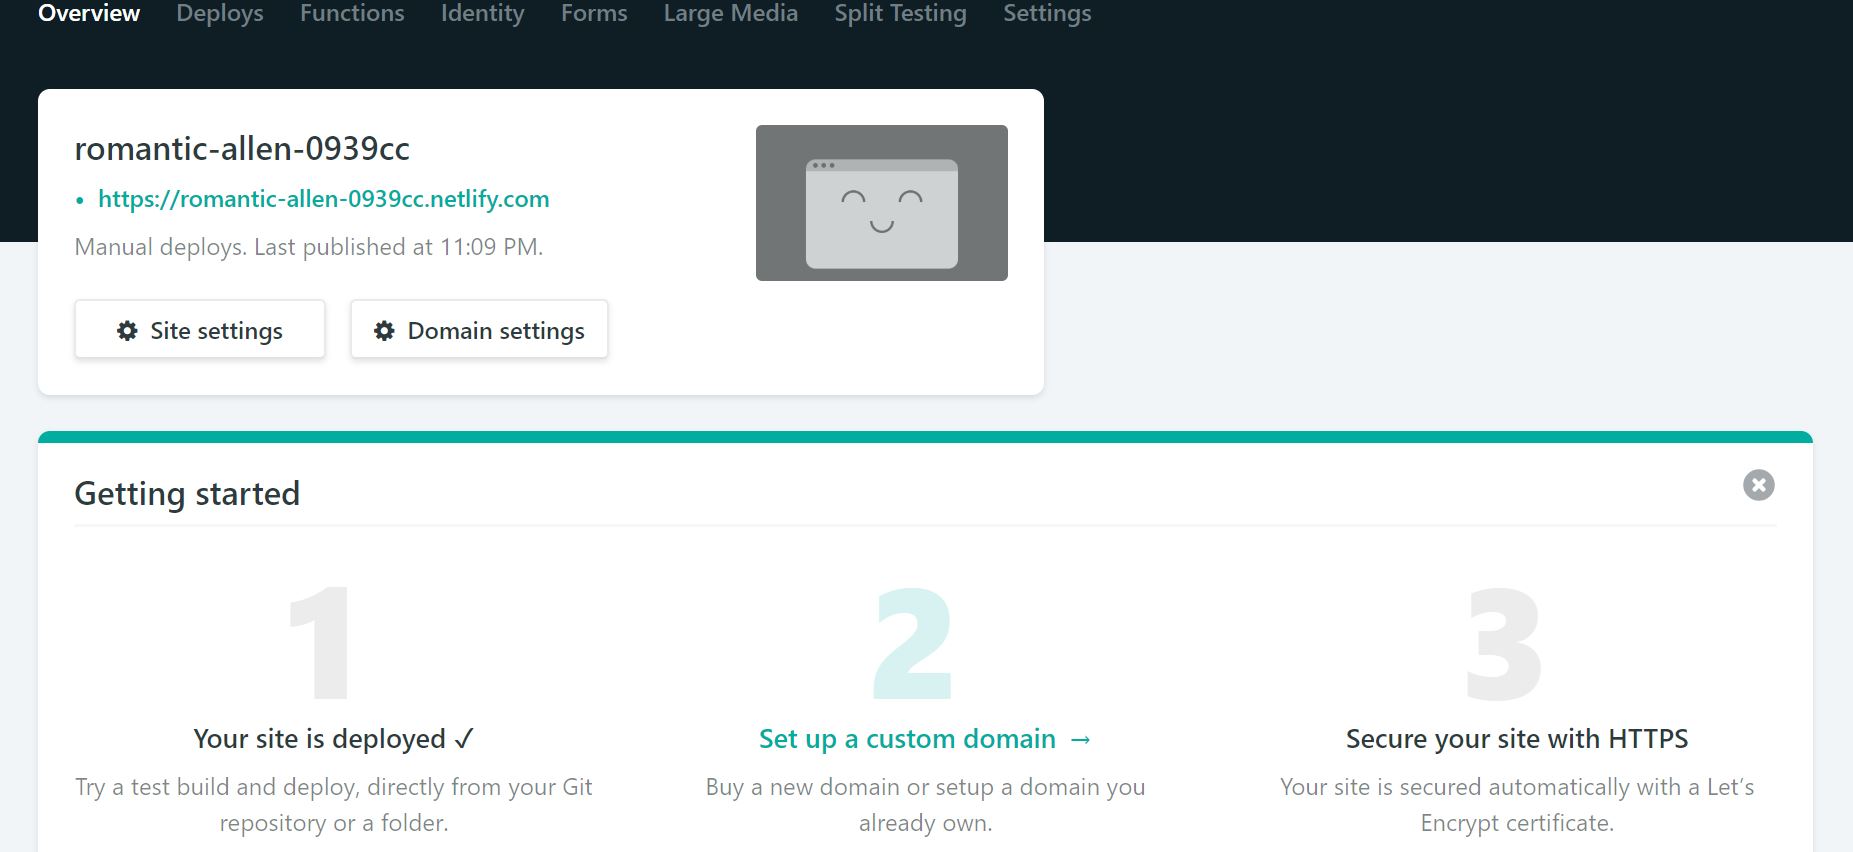 Overview Deploys Functions Identity Forms Large Media Split Testing Settings
romantic-allen-0939cc
• https://romantic-allen-0939cc.netlify.com
Manual deploys. Last published at 11:09 PM.
Site settings Domain settings
Getting started
1
Your site is deployed ✓
Try a test build and deploy, directly from your Git
repository or a folder.
2
Set up a custom domain →
Buy a new domain or setup a domain you
already own.
3
Secure your site with HTTPS
Your site is secured automatically with a Let’s
Encrypt certificate.